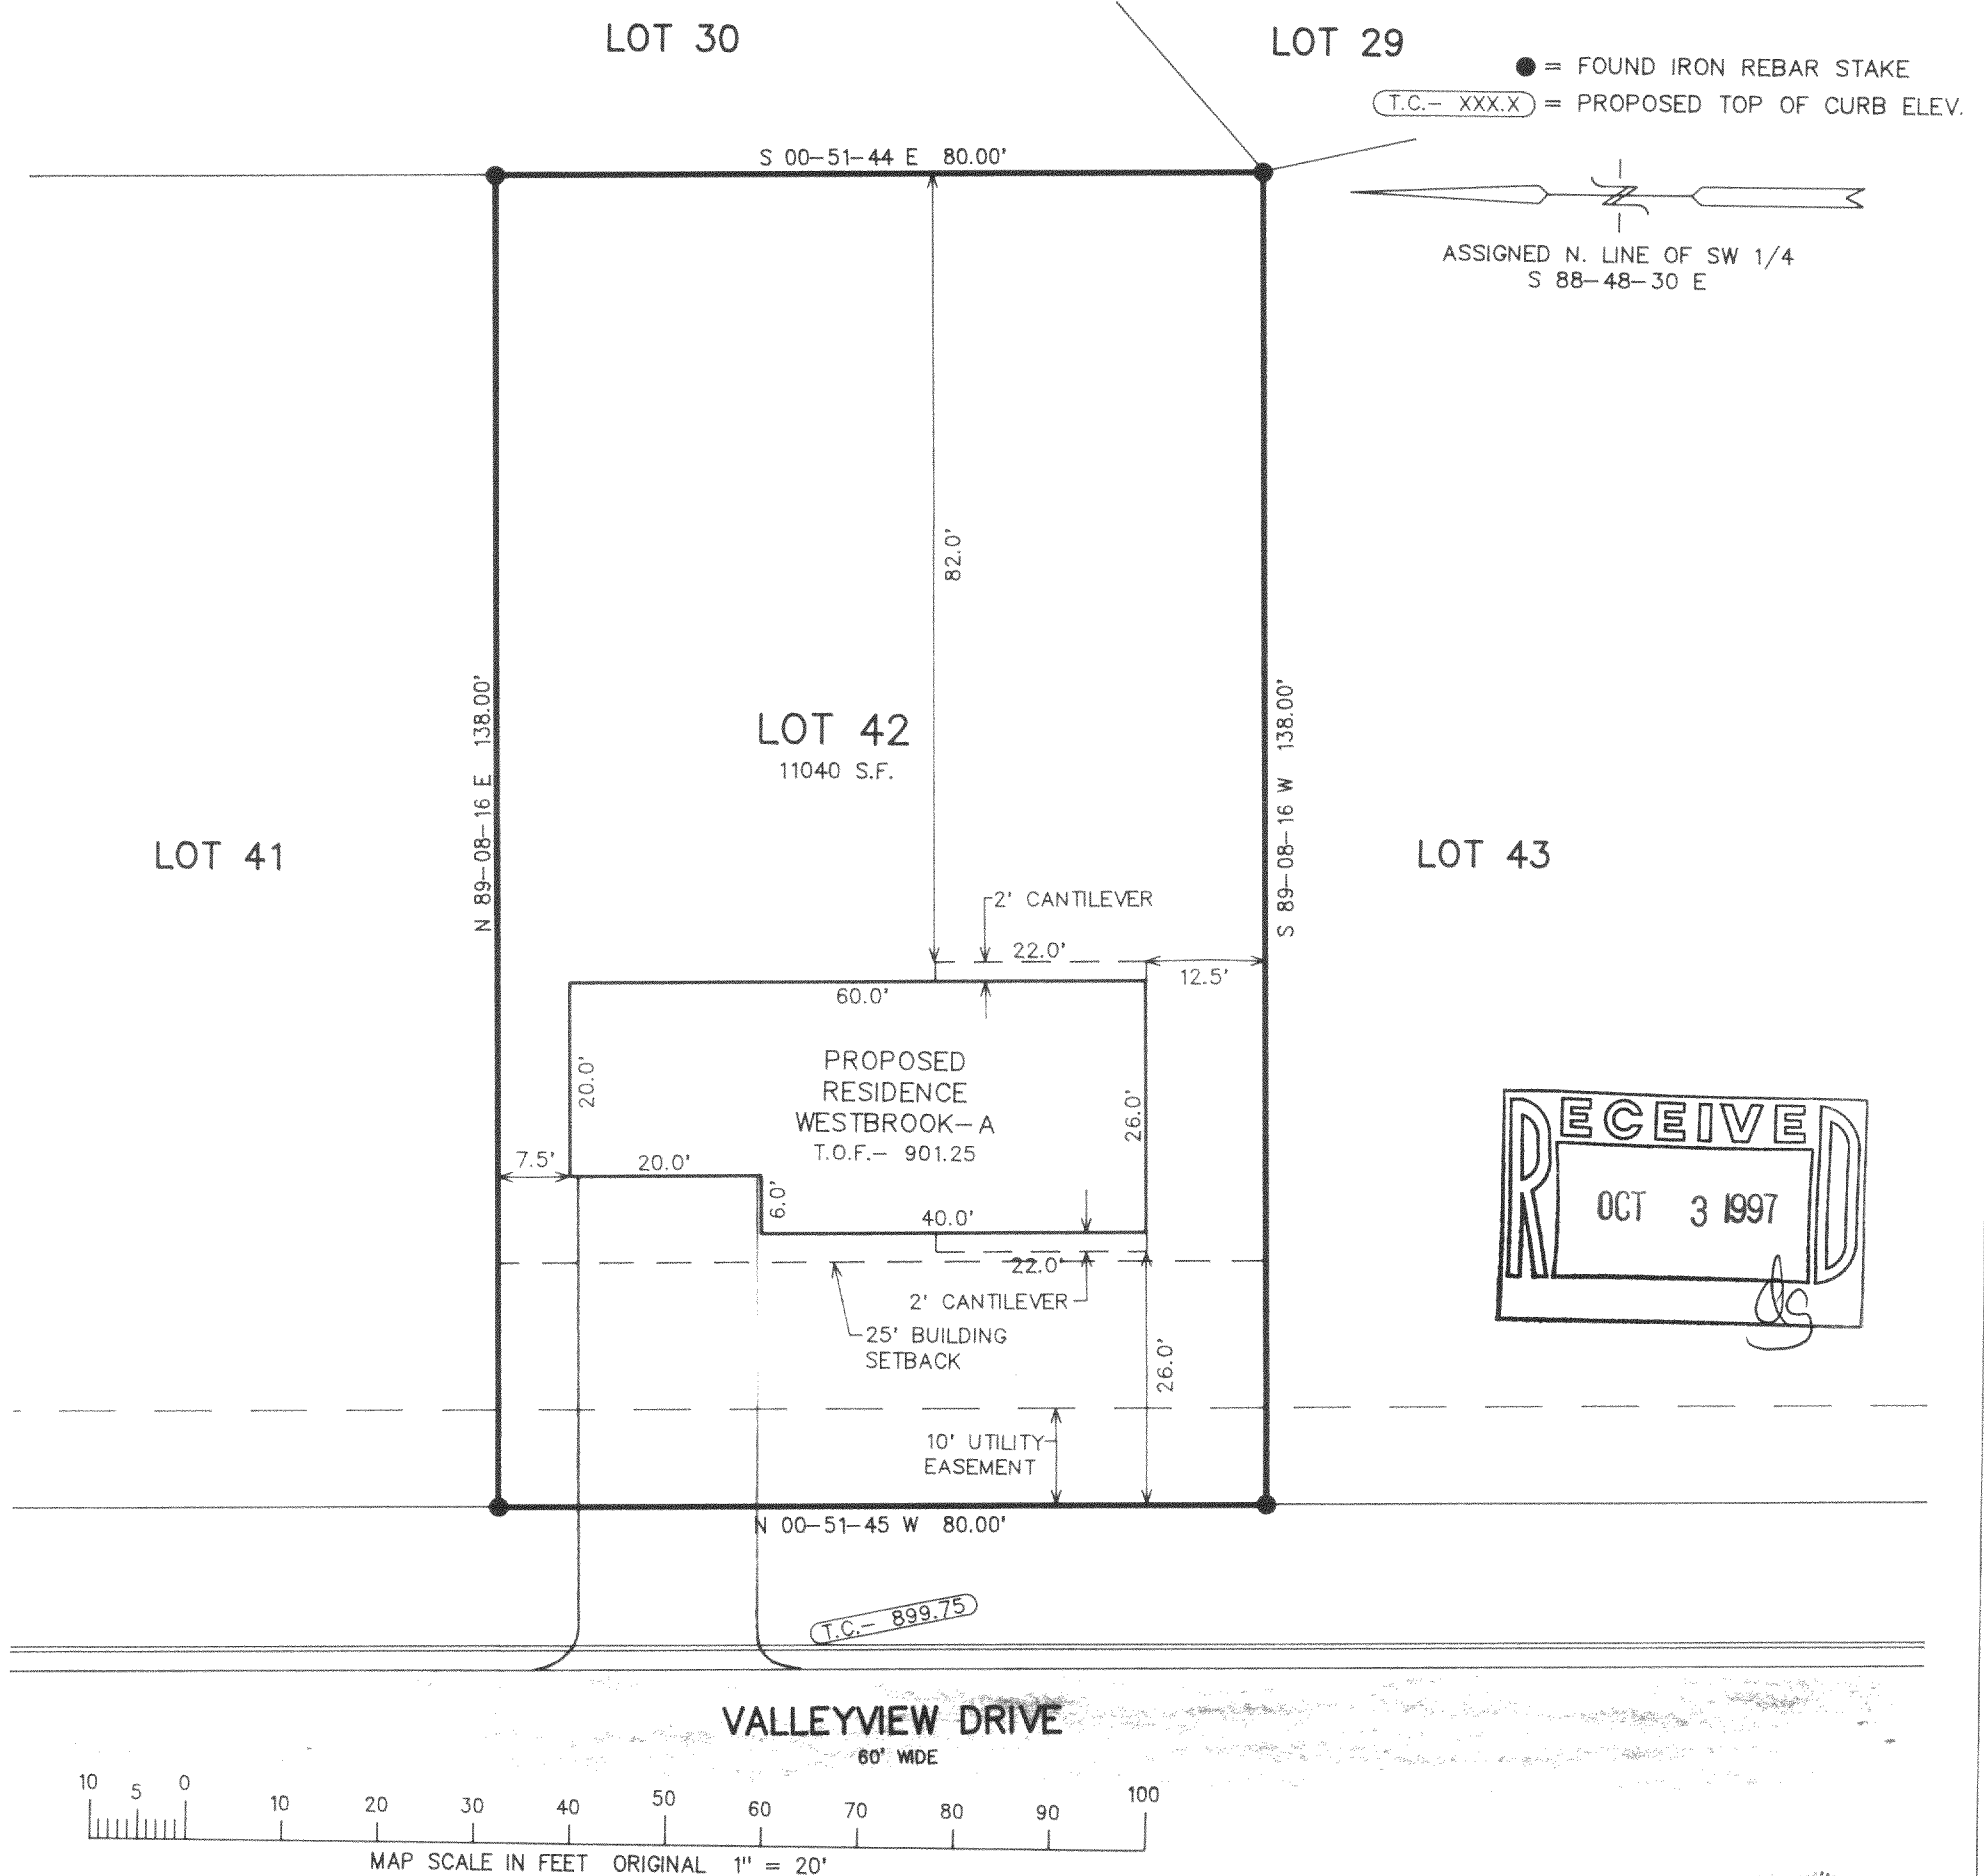 LOT 30
LOT 29
= FOUND IRON REBAR STAKE
T.C.- XXX.X = PROPOSED TOP OF CURB ELEV.
S 00-51-44 E 80.00'
ASSIGNED N. LINE OF SW 1/4
S 88-48-30 E
82.0'
N 89-08-16 E 138.00'
S 89-08-16 W 138.00'
LOT 42
11040 S.F.
LOT 41
LOT 43
2' CANTILEVER
22.0'
12.5'
60.0'
PROPOSED
RESIDENCE
WESTBROOK-A
T.O.F.- 901.25
20.0'
26.0'
7.5'
20.0'
6.0'
40.0'
22.0'
2' CANTILEVER
25' BUILDING
SETBACK
26.0'
10' UTILITY
EASEMENT
RECEIVED
OCT 3 1997
N 00-51-45 W 80.00'
T.C.- 899.75
VALLEYVIEW DRIVE
60' WIDE
10 5 0 10 20 30 40 50 60 70 80 90 100
MAP SCALE IN FEET ORIGINAL 1" = 20'